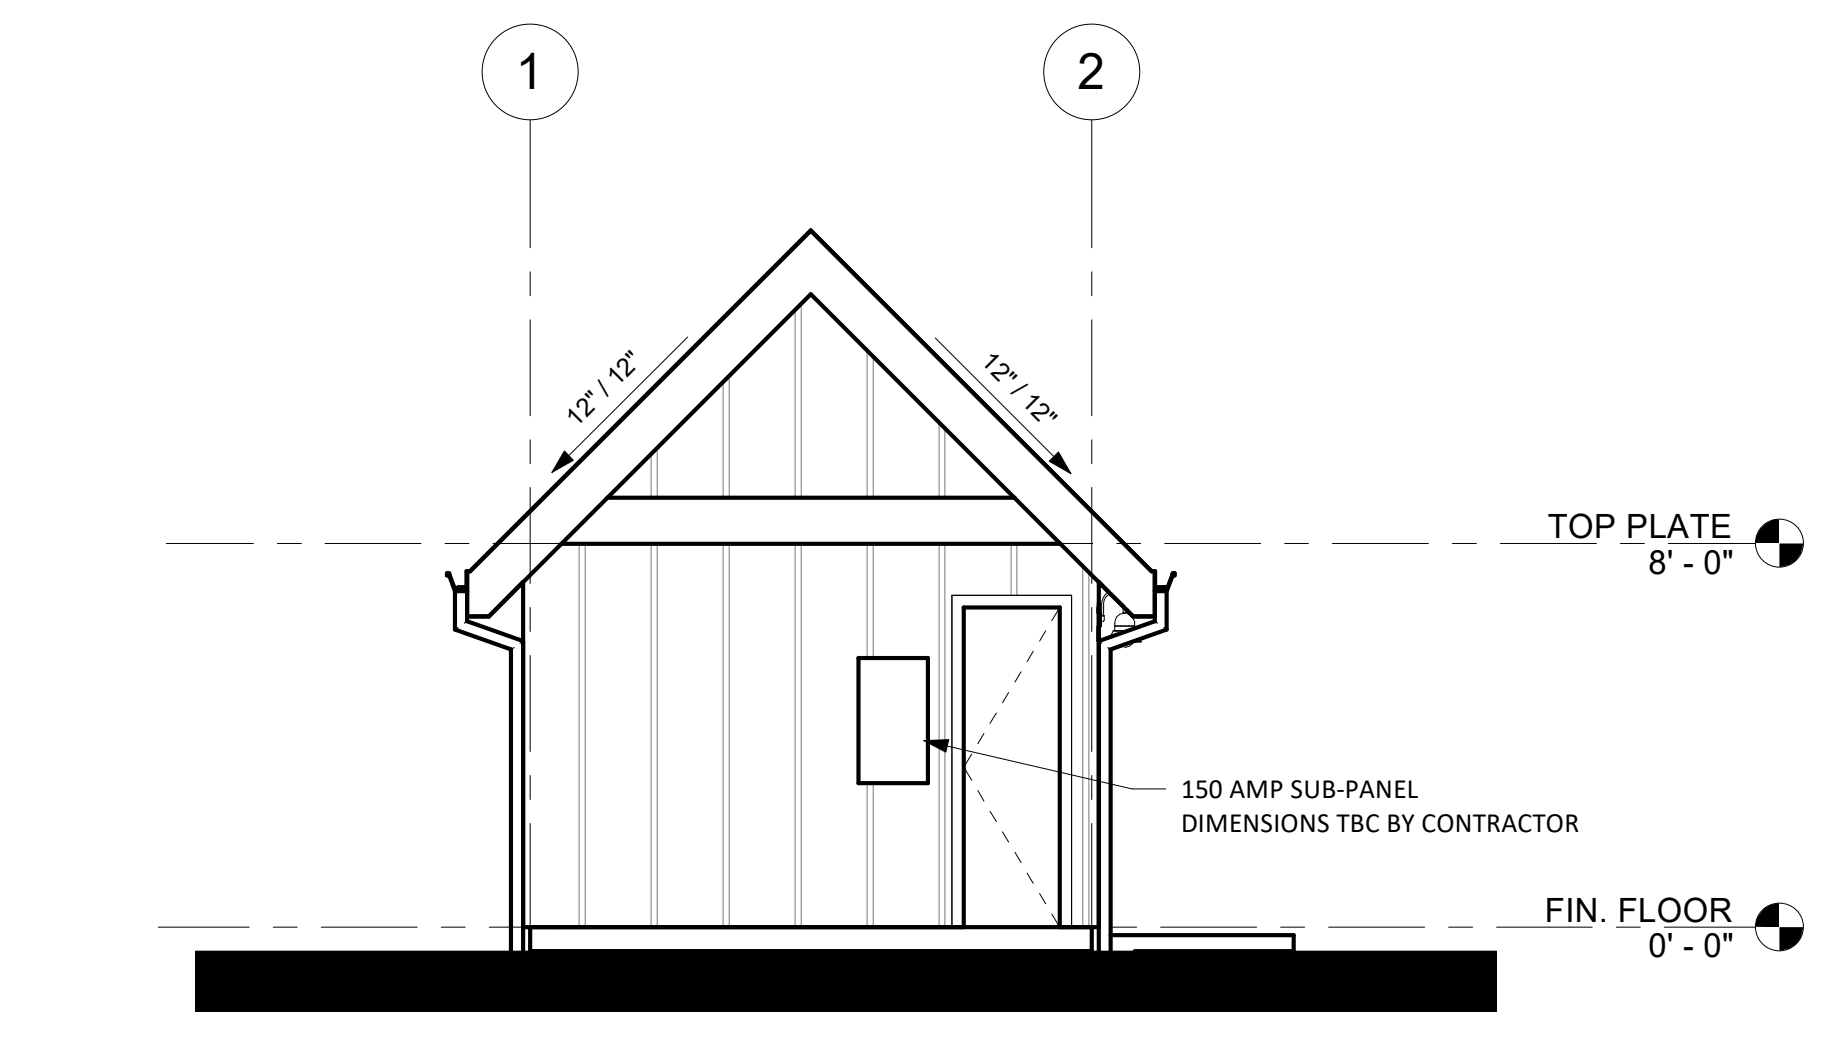 1
2
12" / 12"
12" / 12"
TOP PLATE
8' - 0"
150 AMP SUB-PANEL
DIMENSIONS TBC BY CONTRACTOR
FIN. FLOOR
0' - 0"